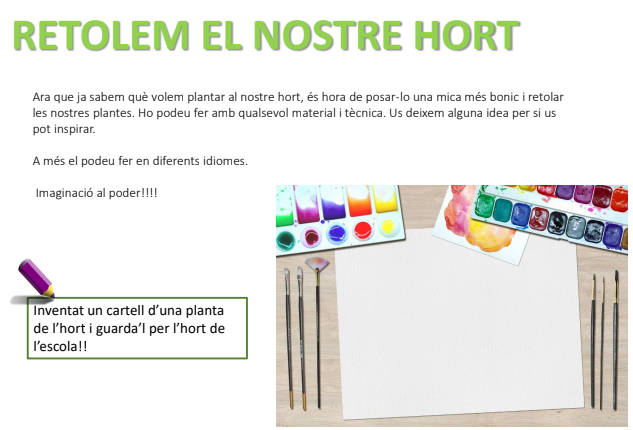 RETOLEM EL NOSTRE HORT
Ara que ja sabem què volem plantar al nostre hort, és hora de posar-lo una mica més bonic i retolar
les nostres plantes. Ho podeu fer amb qualsevol material i tècnica. Us deixem alguna idea per si us
pot inspirar.
A més el podeu fer en diferents idiomes.
Imaginació al poder!!!!
Inventat un cartell d’una planta
de l’hort i guarda’l per l’hort de
l’escola!!